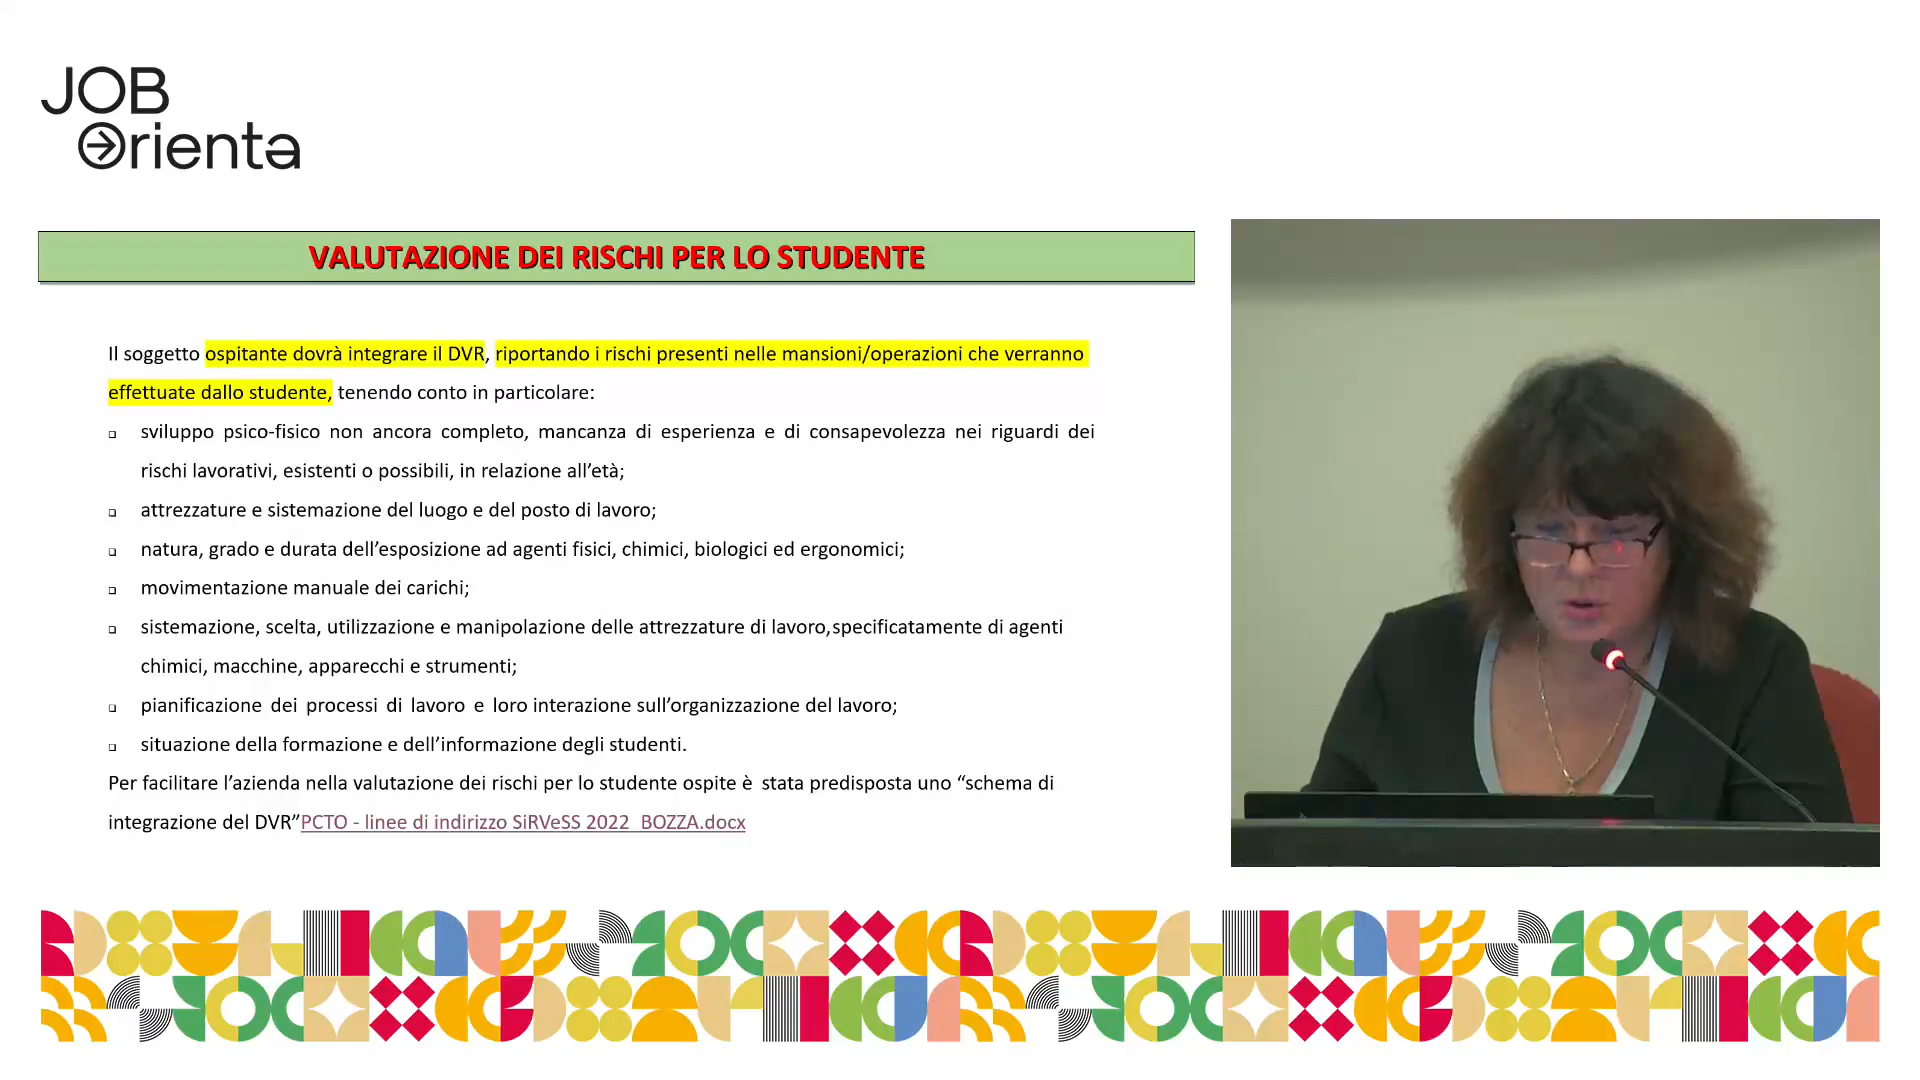 JOB
Orienta
VALUTAZIONE DEI RISCHI PER LO STUDENTE
Il soggetto ospitante dovrà integrare il DVR, riportando i rischi presenti nelle mansioni/operazioni che verranno
effettuate dallo studente, tenendo conto in particolare:
sviluppo psico-fisico non ancora completo, mancanza di esperienza e di consapevolezza nei riguardi dei
rischi lavorativi, esistenti o possibili, in relazione all’età;
attrezzature e sistemazione del luogo e del posto di lavoro;
natura, grado e durata dell’esposizione ad agenti fisici, chimici, biologici ed ergonomici;
movimentazione manuale dei carichi;
sistemazione, scelta, utilizzazione e manipolazione delle attrezzature di lavoro,specificatamente di agenti
chimici, macchine, apparecchi e strumenti;
pianificazione dei processi di lavoro e loro interazione sull’organizzazione del lavoro;
situazione della formazione e dell’informazione degli studenti.
Per facilitare l’azienda nella valutazione dei rischi per lo studente ospite è stata predisposta uno “schema di
integrazione del DVR”PCTO - linee di indirizzo SiRVeSS 2022_BOZZA.docx